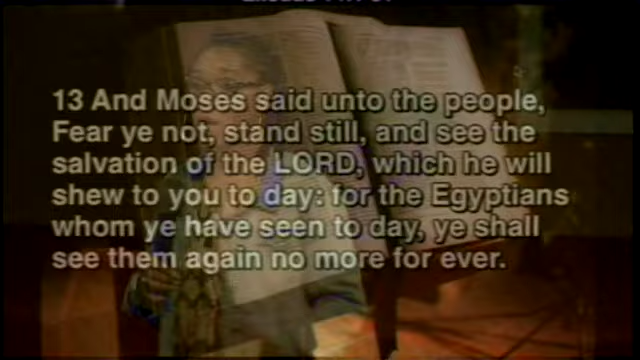 13 And Moses said unto the people,
Fear ye not, stand still, and see the
salvation of the LORD, which he will
shew to you to day: for the Egyptians
whom ye have seen to day, ye shall
see them again no more for ever.